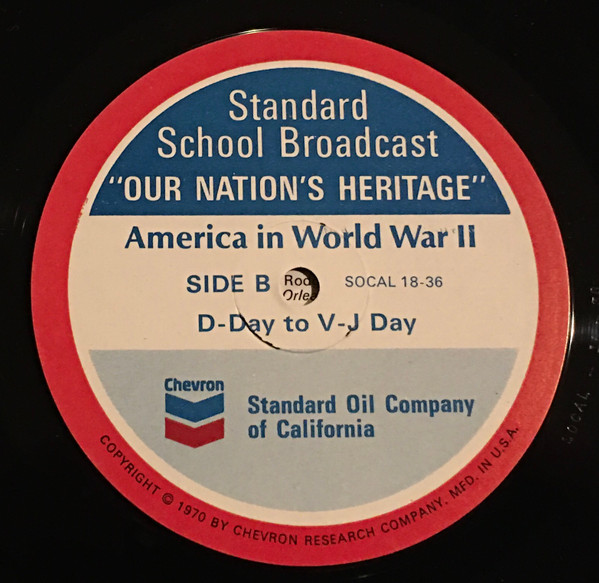 Standard
School Broadcast
"OUR NATION'S HERITAGE"
America in World War II
SIDE B
SOCAL 18-36
D-Day to V-J Day
Chevron
Standard Oil Company
of California
COPYRIGHT © 1970 BY CHEVRON RESEARCH COMPANY. MFD. IN U.S.A.
SOCAL